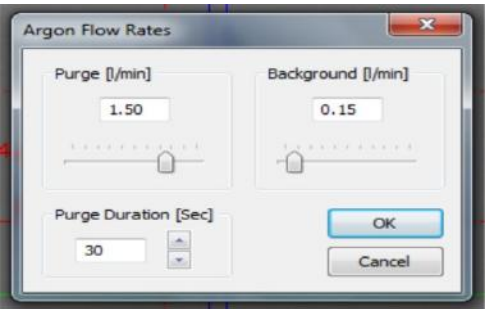 Argon Flow Rates
Purge [l/min]
1.50
Background [l/min]
0.15
Purge Duration [Sec]
30
OK
Cancel